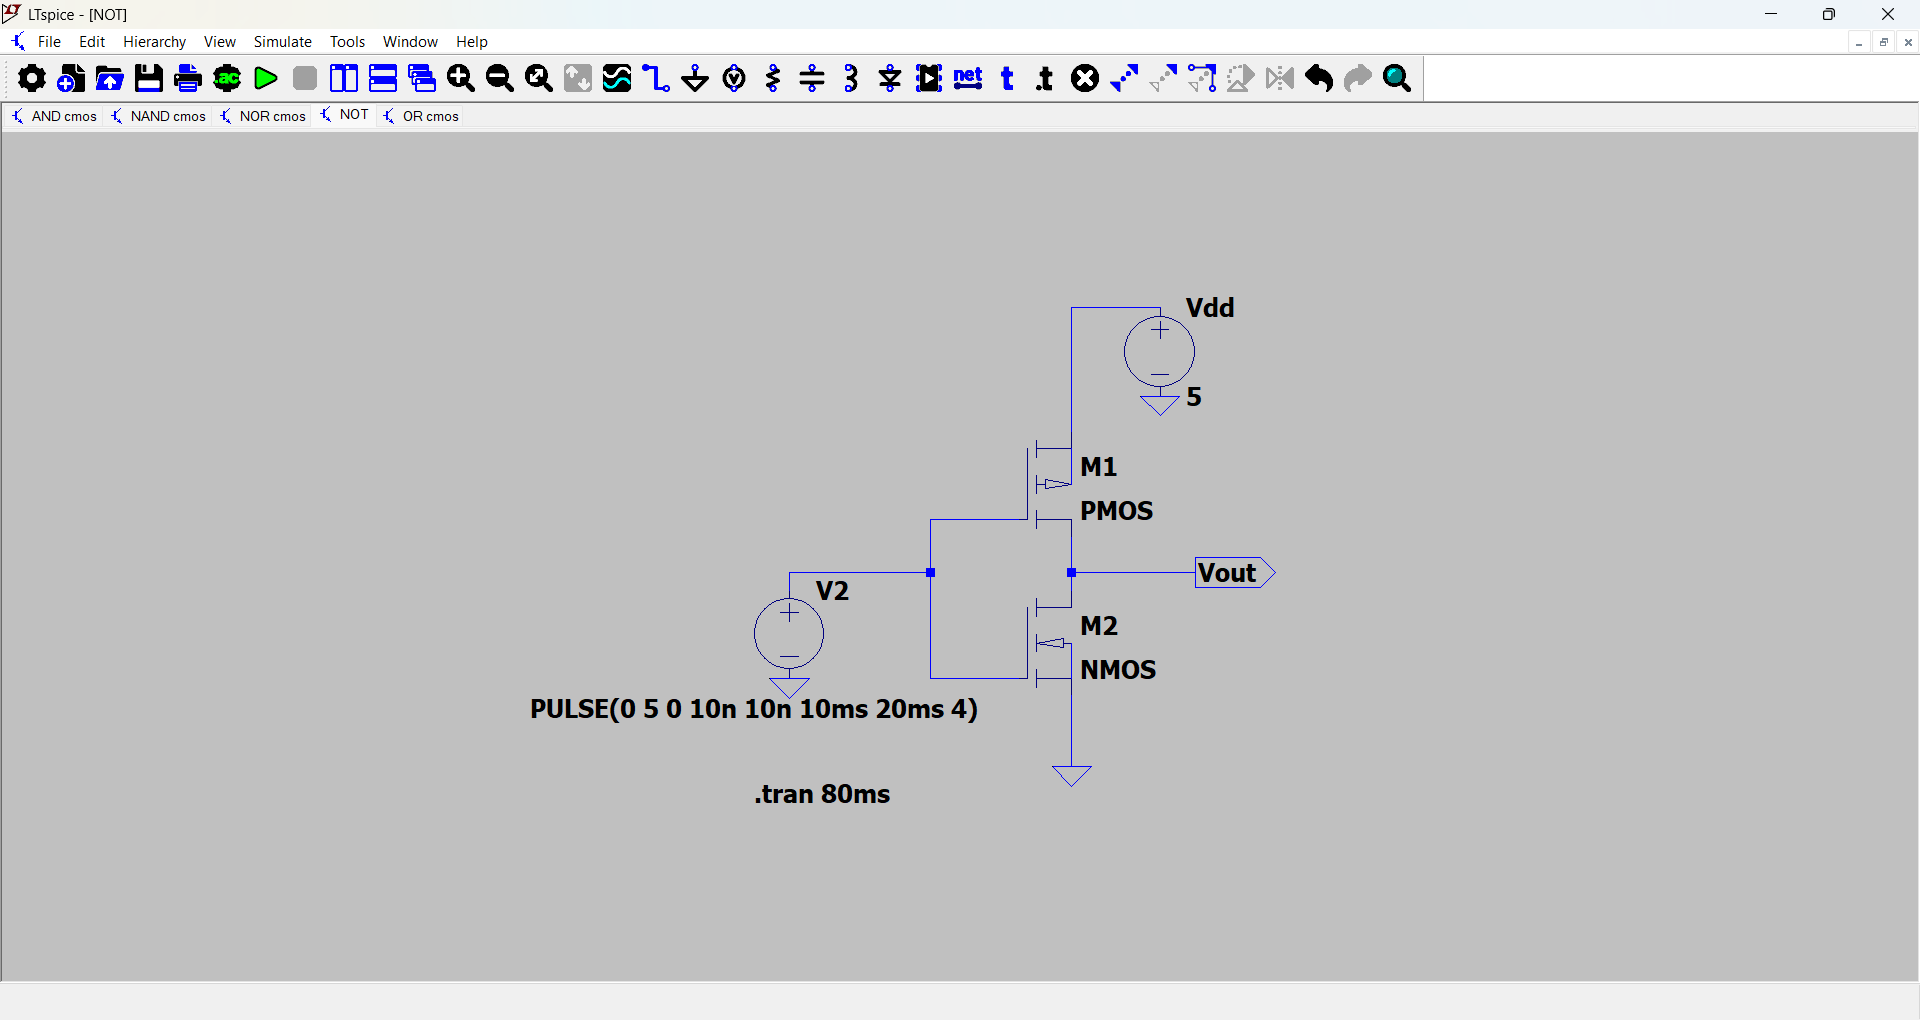 LTspice - [NOT]
File Edit Hierarchy View Simulate Tools Window Help
.ac net t .t
AND cmos NAND cmos NOR cmos NOT OR cmos
Vdd
5
M1
PMOS
Vout
V2
M2
NMOS
PULSE(0 5 0 10n 10n 10ms 20ms 4)
.tran 80ms